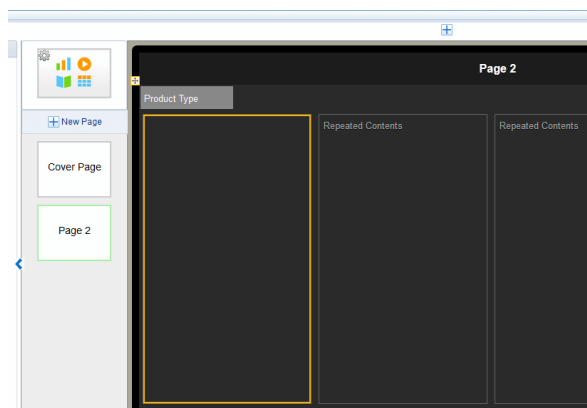 Page 2
Product Type
New Page
Repeated Contents
Repeated Contents
Cover Page
Page 2